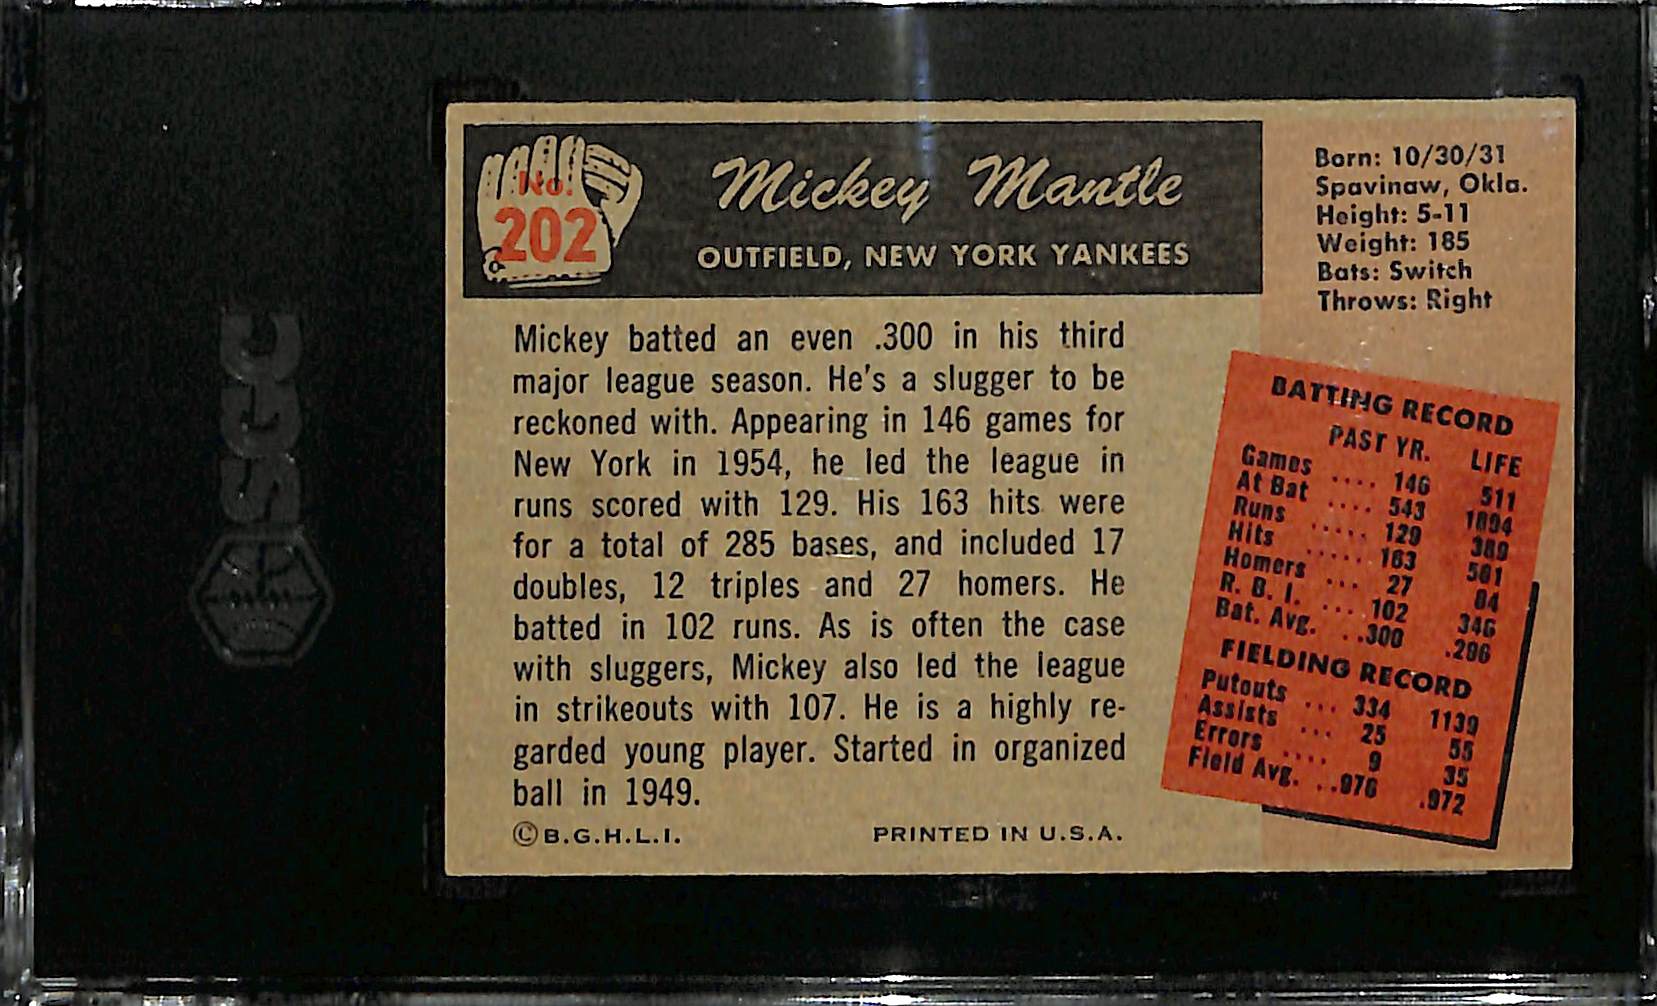 No.
202
Mickey Mantle
OUTFIELD, NEW YORK YANKEES
Born: 10/30/31
Spavinaw, Okla.
Height: 5-11
Weight: 185
Bats: Switch
Throws: Right
Mickey batted an even .300 in his third
major league season. He's a slugger to be
reckoned with. Appearing in 146 games for
New York in 1954, he led the league in
runs scored with 129. His 163 hits were
for a total of 285 bases, and included 17
doubles, 12 triples and 27 homers. He
batted in 102 runs. As is often the case
with sluggers, Mickey also led the league
in strikeouts with 107. He is a highly re-
garded young player. Started in organized
ball in 1949.
© B.G.H.L.I. PRINTED IN U.S.A.
BATTING RECORD
PAST YR. LIFE
Games .... 146 511
At Bat .... 543 1894
Runs ..... 129 389
Hits ..... 163 561
Homers ... 27 84
R. B. I. .... 102 346
Bat. Avg. ..300 .296
FIELDING RECORD
Putouts ... 334 1139
Assists ... 25 55
Errors .... 9 35
Field Avg. ..976 .972
SGC